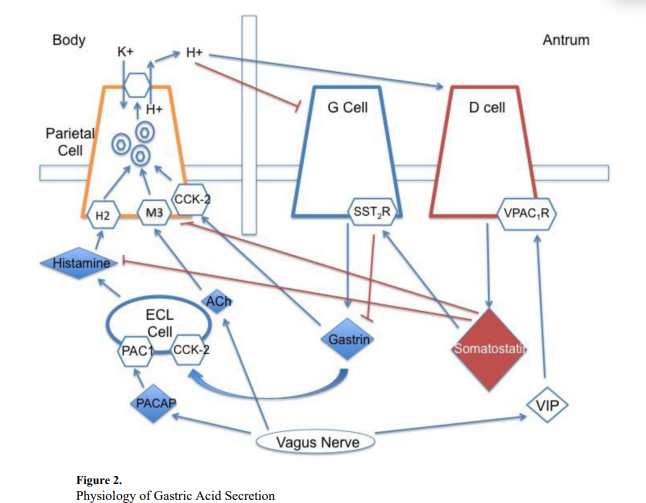 Body
Antrum
K+
H+
H+
G Cell
D cell
Parietal
Cell
CCK-2
H2
M3
SST2R
VPAC1R
Histamine
ACh
ECL
Cell
Gastrin
Somatostati
PAC1
CCK-2
PACAP
VIP
Vagus Nerve
Figure 2.
Physiology of Gastric Acid Secretion